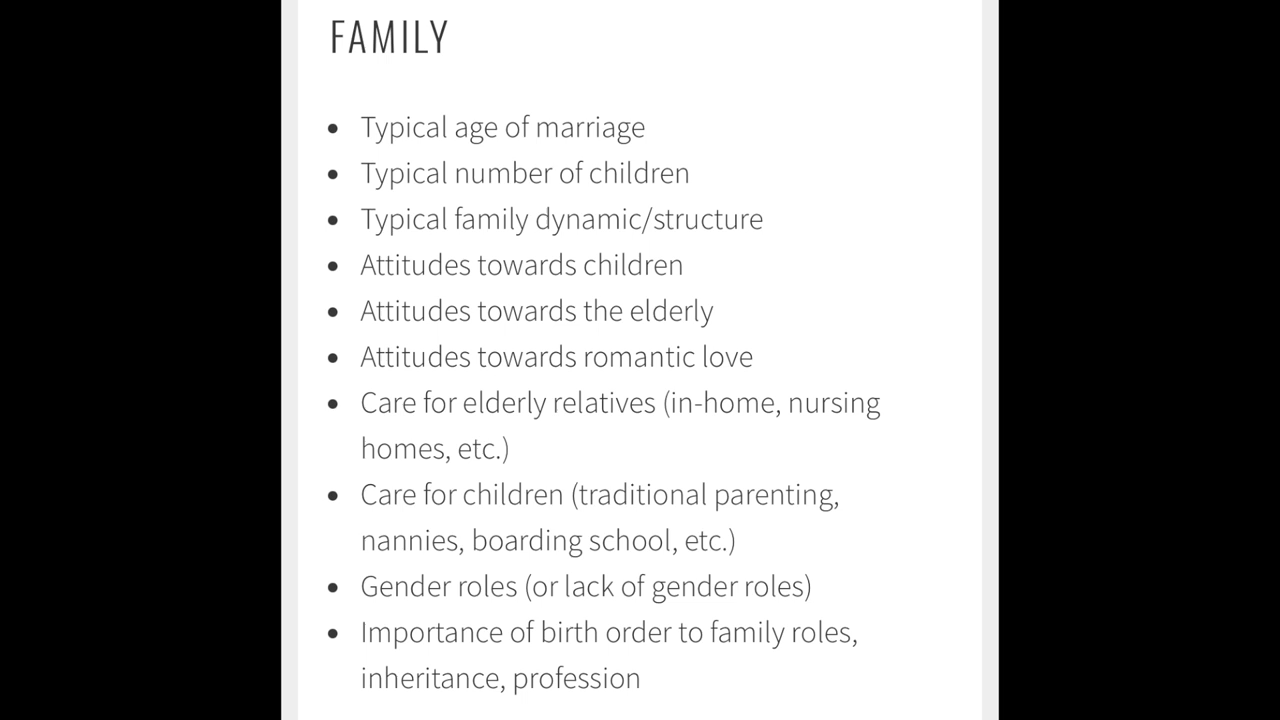 FAMILY
• Typical age of marriage
• Typical number of children
• Typical family dynamic/structure
• Attitudes towards children
• Attitudes towards the elderly
• Attitudes towards romantic love
• Care for elderly relatives (in-home, nursing
homes, etc.)
• Care for children (traditional parenting,
nannies, boarding school, etc.)
• Gender roles (or lack of gender roles)
• Importance of birth order to family roles,
inheritance, profession